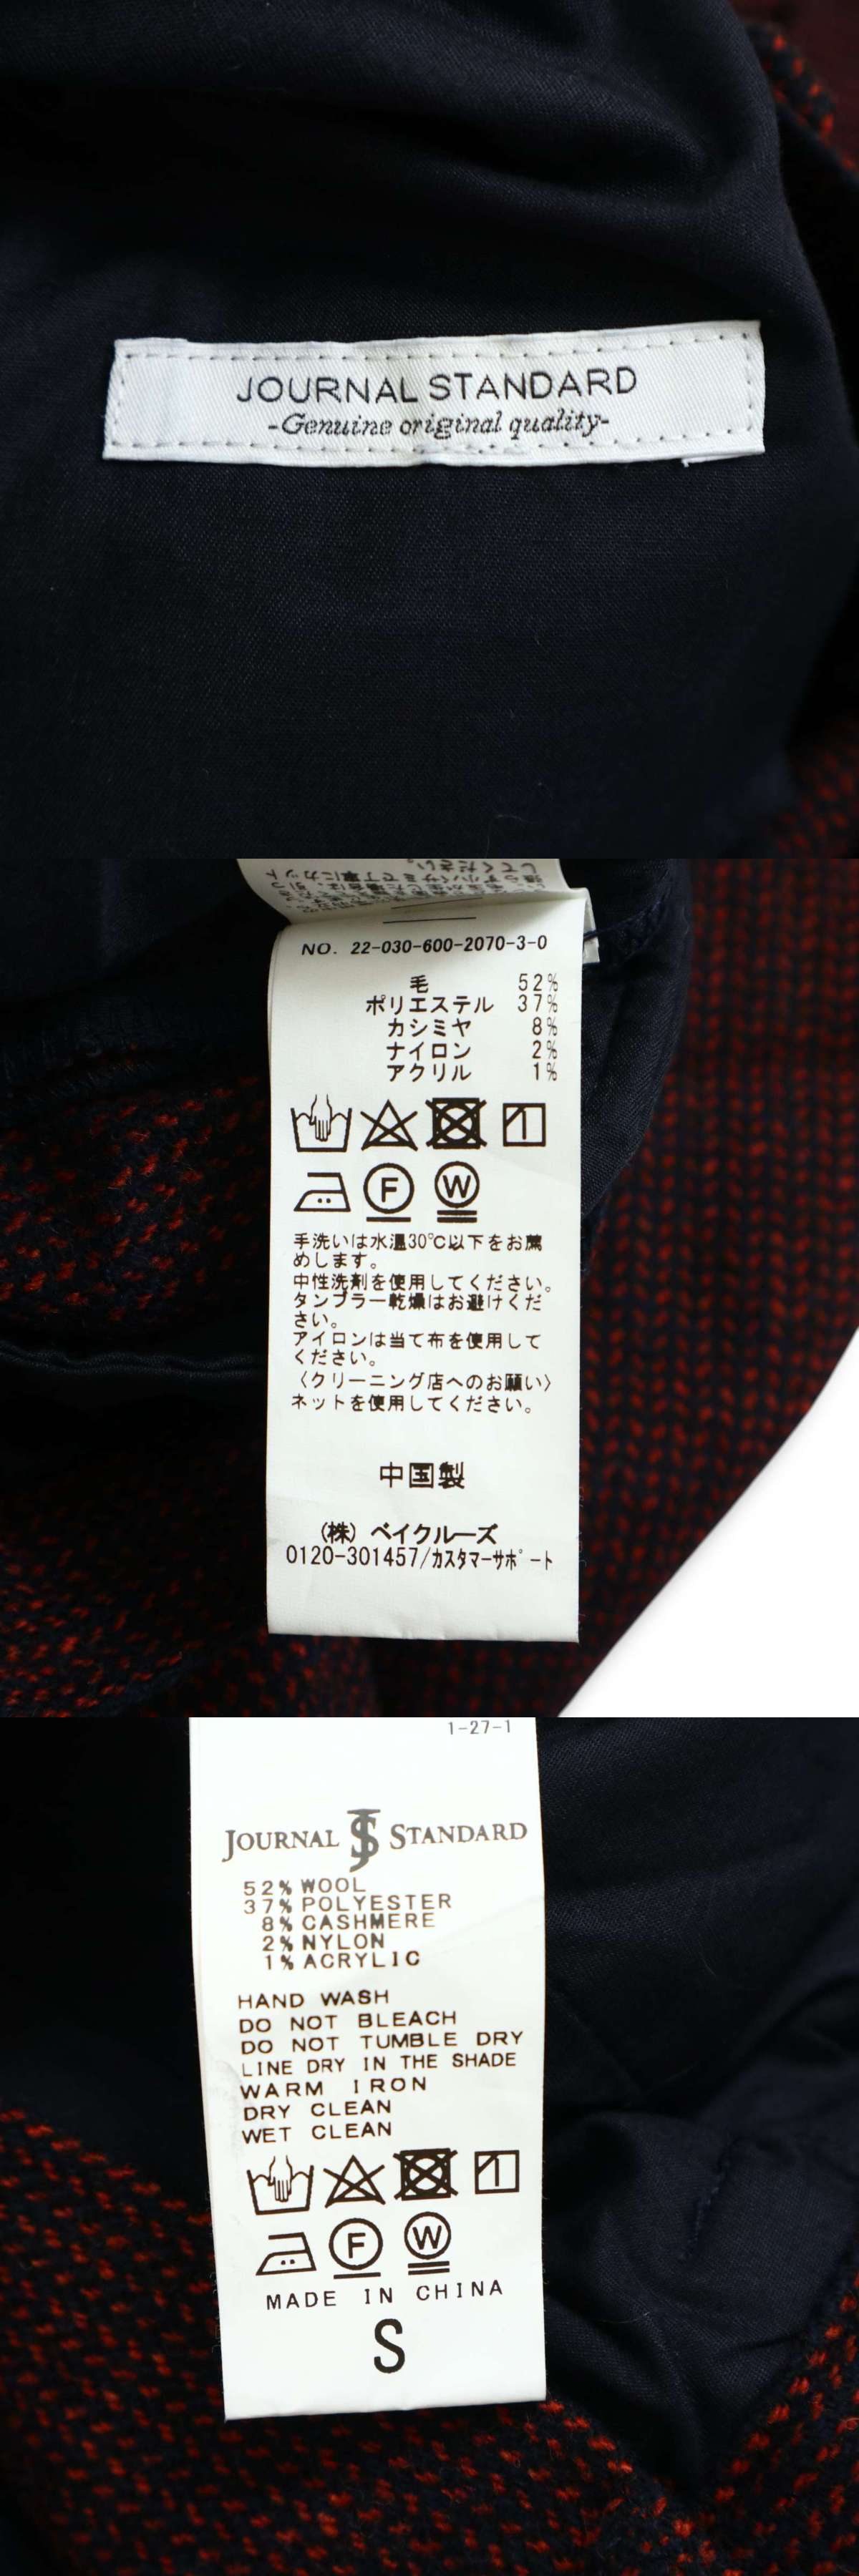 JOURNAL STANDARD
-Genuine original quality-
NO. 22-030-600-2070-3-0
毛 52%
ポリエステル 37%
カシミヤ 8%
ナイロン 2%
アクリル 1%
F W
手洗いは水温30℃以下をお薦
めします。
中性洗剤を使用してください。
タンブラー乾燥はお避けくだ
さい。
アイロンは当て布を使用して
ください。
〈クリーニング店へのお願い〉
ネットを使用してください。
中国製
(株) ベイクルーズ
0120-301457/カスタマーサポート
1-27-1
JOURNAL JS STANDARD
52% WOOL
37% POLYESTER
8% CASHMERE
2% NYLON
1% ACRYLIC
HAND WASH
DO NOT BLEACH
DO NOT TUMBLE DRY
LINE DRY IN THE SHADE
WARM IRON
DRY CLEAN
WET CLEAN
F W
MADE IN CHINA
S